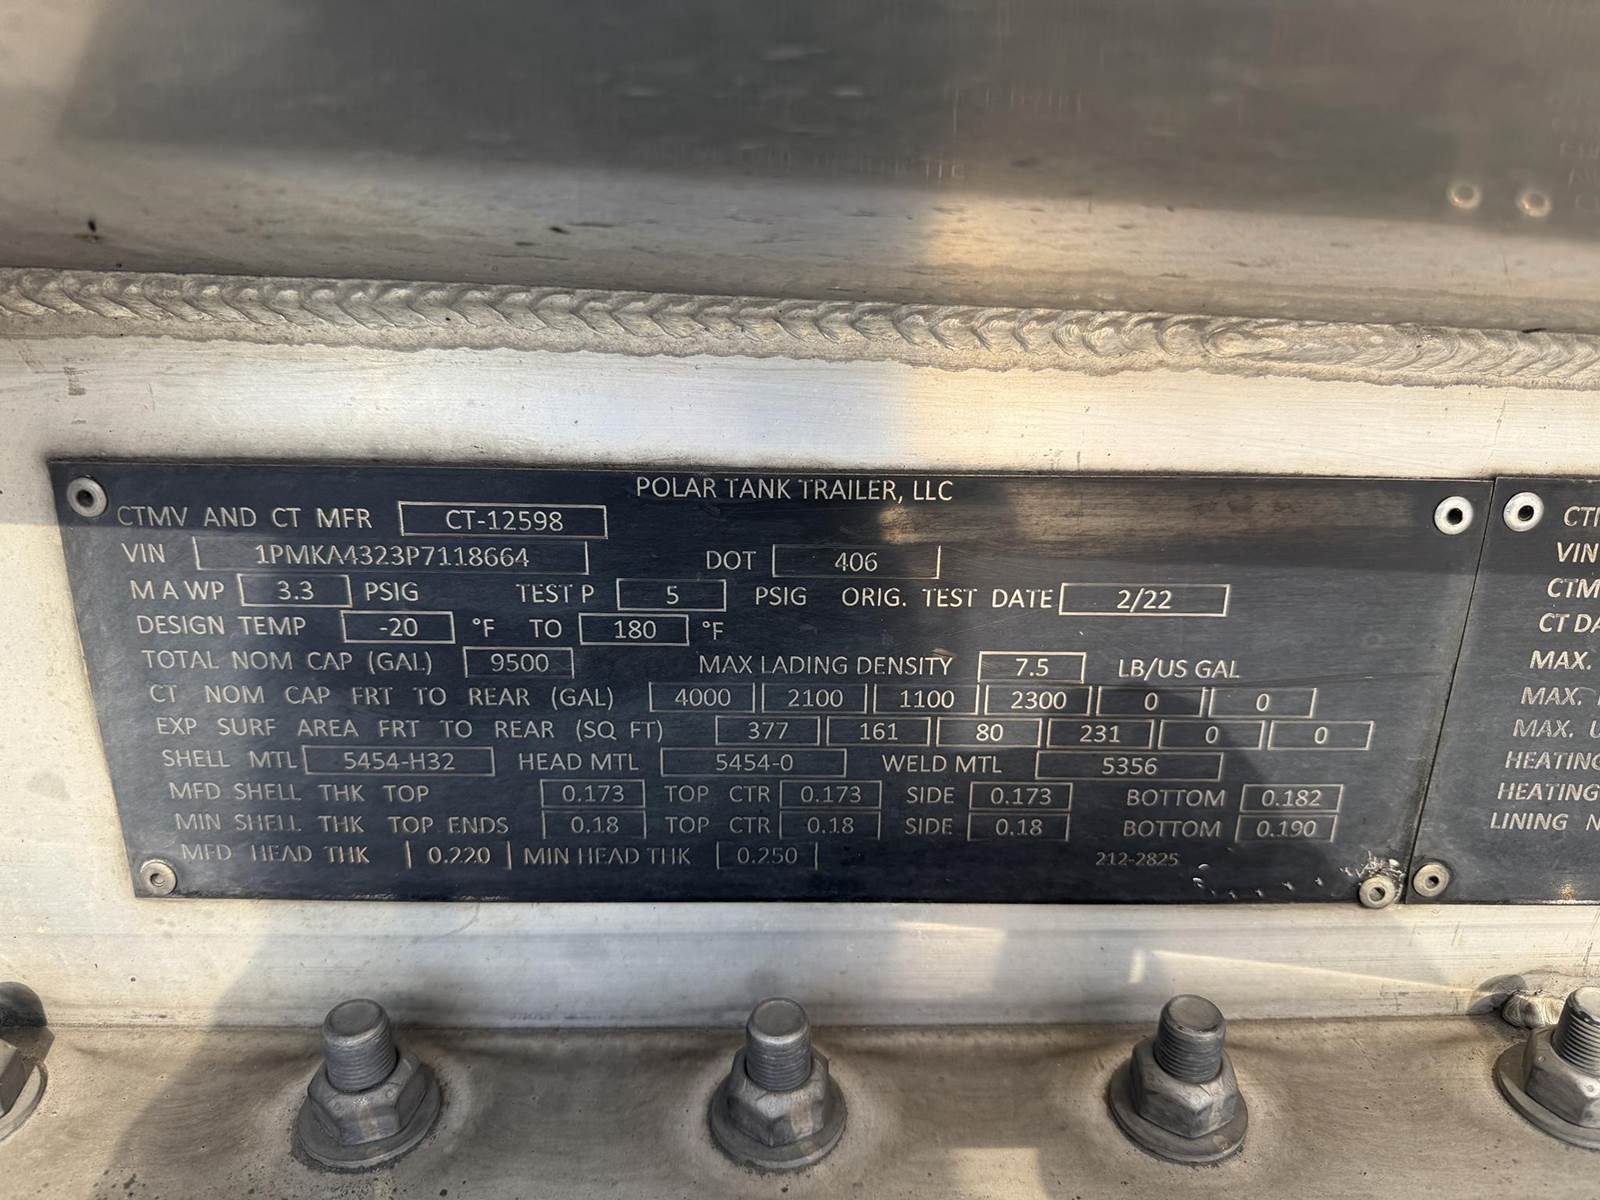 POLAR TANK TRAILER, LLC
CTMV AND CT MFR CT-12598
VIN 1PMKA4323P7118664 DOT 406
M A W P 3.3 PSIG TEST P 5 PSIG ORIG. TEST DATE 2/22
DESIGN TEMP -20 °F TO 180 °F
TOTAL NOM CAP (GAL) 9500 MAX LADING DENSITY 7.5 LB/US GAL
CT NOM CAP FRT TO REAR (GAL) 4000 2100 1100 2300 0 0
EXP SURF AREA FRT TO REAR (SQ FT) 377 161 80 231 0 0
SHELL MTL 5454-H32 HEAD MTL 5454-0 WELD MTL 5356
MFD SHELL THK TOP 0.173 TOP CTR 0.173 SIDE 0.173 BOTTOM 0.182
MIN SHELL THK TOP ENDS 0.18 TOP CTR 0.18 SIDE 0.18 BOTTOM 0.190
MFD HEAD THK 0.220 MIN HEAD THK 0.250 212-2825
VIN
CT
MAX.
MAX.
MAX.
HEATING
HEATING
LINING